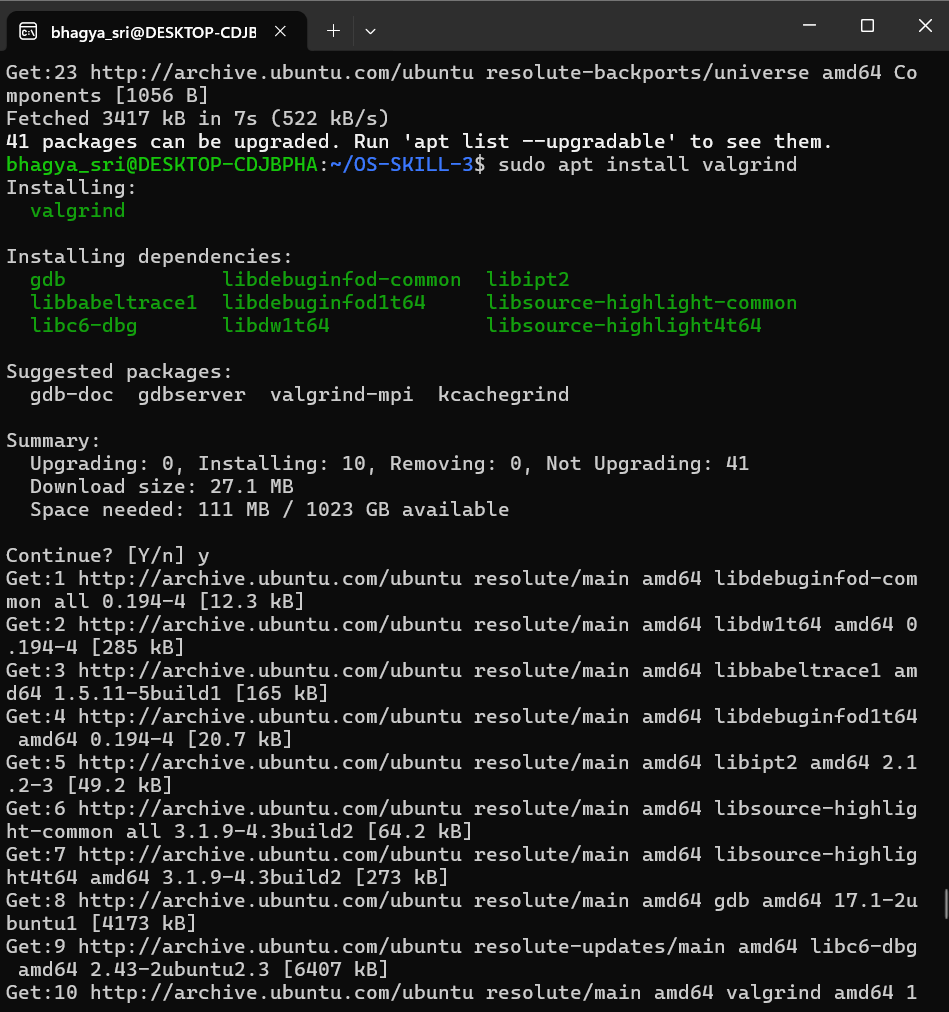 bhagya_sri@DESKTOP-CDJB
Get:23 http://archive.ubuntu.com/ubuntu resolute-backports/universe amd64 Co
mponents [1056 B]
Fetched 3417 kB in 7s (522 kB/s)
41 packages can be upgraded. Run 'apt list --upgradable' to see them.
bhagya_sri@DESKTOP-CDJBPHA:~/OS-SKILL-3$ sudo apt install valgrind
Installing:
  valgrind

Installing dependencies:
  gdb             libdebuginfod-common  libipt2
  libbabeltrace1  libdebuginfod1t64     libsource-highlight-common
  libc6-dbg       libdw1t64             libsource-highlight4t64

Suggested packages:
  gdb-doc  gdbserver  valgrind-mpi  kcachegrind

Summary:
  Upgrading: 0, Installing: 10, Removing: 0, Not Upgrading: 41
  Download size: 27.1 MB
  Space needed: 111 MB / 1023 GB available

Continue? [Y/n] y
Get:1 http://archive.ubuntu.com/ubuntu resolute/main amd64 libdebuginfod-com
mon all 0.194-4 [12.3 kB]
Get:2 http://archive.ubuntu.com/ubuntu resolute/main amd64 libdw1t64 amd64 0
.194-4 [285 kB]
Get:3 http://archive.ubuntu.com/ubuntu resolute/main amd64 libbabeltrace1 am
d64 1.5.11-5build1 [165 kB]
Get:4 http://archive.ubuntu.com/ubuntu resolute/main amd64 libdebuginfod1t64
 amd64 0.194-4 [20.7 kB]
Get:5 http://archive.ubuntu.com/ubuntu resolute/main amd64 libipt2 amd64 2.1
.2-3 [49.2 kB]
Get:6 http://archive.ubuntu.com/ubuntu resolute/main amd64 libsource-highlig
ht-common all 3.1.9-4.3build2 [64.2 kB]
Get:7 http://archive.ubuntu.com/ubuntu resolute/main amd64 libsource-highlig
ht4t64 amd64 3.1.9-4.3build2 [273 kB]
Get:8 http://archive.ubuntu.com/ubuntu resolute/main amd64 gdb amd64 17.1-2u
buntu1 [4173 kB]
Get:9 http://archive.ubuntu.com/ubuntu resolute-updates/main amd64 libc6-dbg
 amd64 2.43-2ubuntu2.3 [6407 kB]
Get:10 http://archive.ubuntu.com/ubuntu resolute/main amd64 valgrind amd64 1